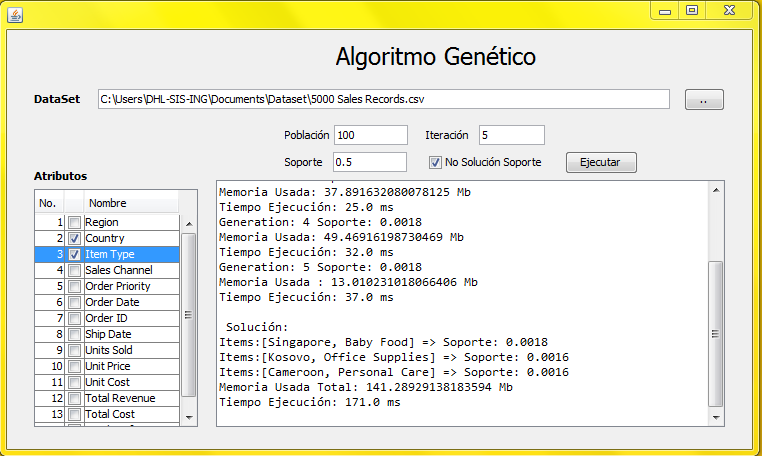 Algoritmo Genético
DataSet C:\Users\DHL-SIS-ING\Documents\Dataset\5000 Sales Records.csv ..
Población 100 Iteración 5
Soporte 0.5 No Solución Soporte Ejecutar
Atributos
No. Nombre
1 Region
2 Country
3 Item Type
4 Sales Channel
5 Order Priority
6 Order Date
7 Order ID
8 Ship Date
9 Units Sold
10 Unit Price
11 Unit Cost
12 Total Revenue
13 Total Cost
Memoria Usada: 37.891632080078125 Mb
Tiempo Ejecución: 25.0 ms
Generation: 4 Soporte: 0.0018
Memoria Usada: 49.46916198730469 Mb
Tiempo Ejecución: 32.0 ms
Generation: 5 Soporte: 0.0018
Memoria Usada : 13.010231018066406 Mb
Tiempo Ejecución: 37.0 ms
Solución:
Items:[Singapore, Baby Food] => Soporte: 0.0018
Items:[Kosovo, Office Supplies] => Soporte: 0.0016
Items:[Cameroon, Personal Care] => Soporte: 0.0016
Memoria Usada Total: 141.28929138183594 Mb
Tiempo Ejecución: 171.0 ms